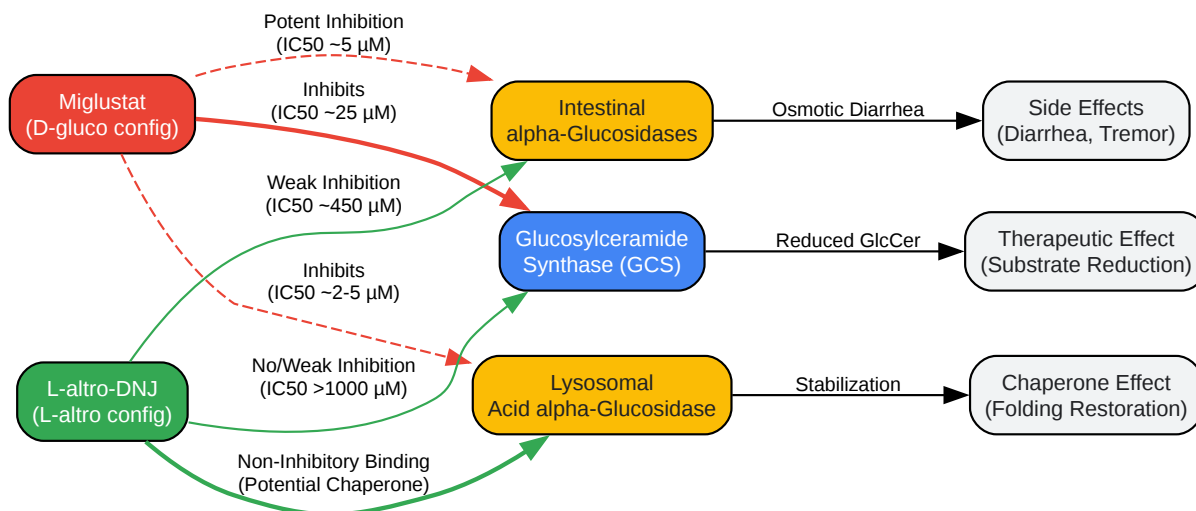 Potent Inhibition
(IC50 ~5 µM)
Miglustat
(D-gluco config)
Inhibits
(IC50 ~25 µM)
Intestinal
alpha-Glucosidases
Osmotic Diarrhea
Side Effects
(Diarrhea, Tremor)
Weak Inhibition
(IC50 ~450 µM)
Glucosylceramide
Synthase (GCS)
Reduced GlcCer
Therapeutic Effect
(Substrate Reduction)
Inhibits
(IC50 ~2-5 µM)
No/Weak Inhibition
(IC50 >1000 µM)
L-altro-DNJ
(L-altro config)
Lysosomal
Acid alpha-Glucosidase
Stabilization
Chaperone Effect
(Folding Restoration)
Non-Inhibitory Binding
(Potential Chaperone)